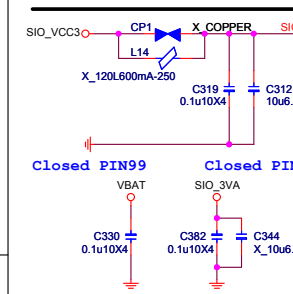 CP1 X_COPPER
SIO_VCC3 SIO
L14
X_120L600mA-250
C319 C312
0.1u10X4 10u6.
Closed PIN99 Closed PIN
VBAT SIO_3VA
C330 C382 C344
0.1u10X4 0.1u10X4 X_10u6.